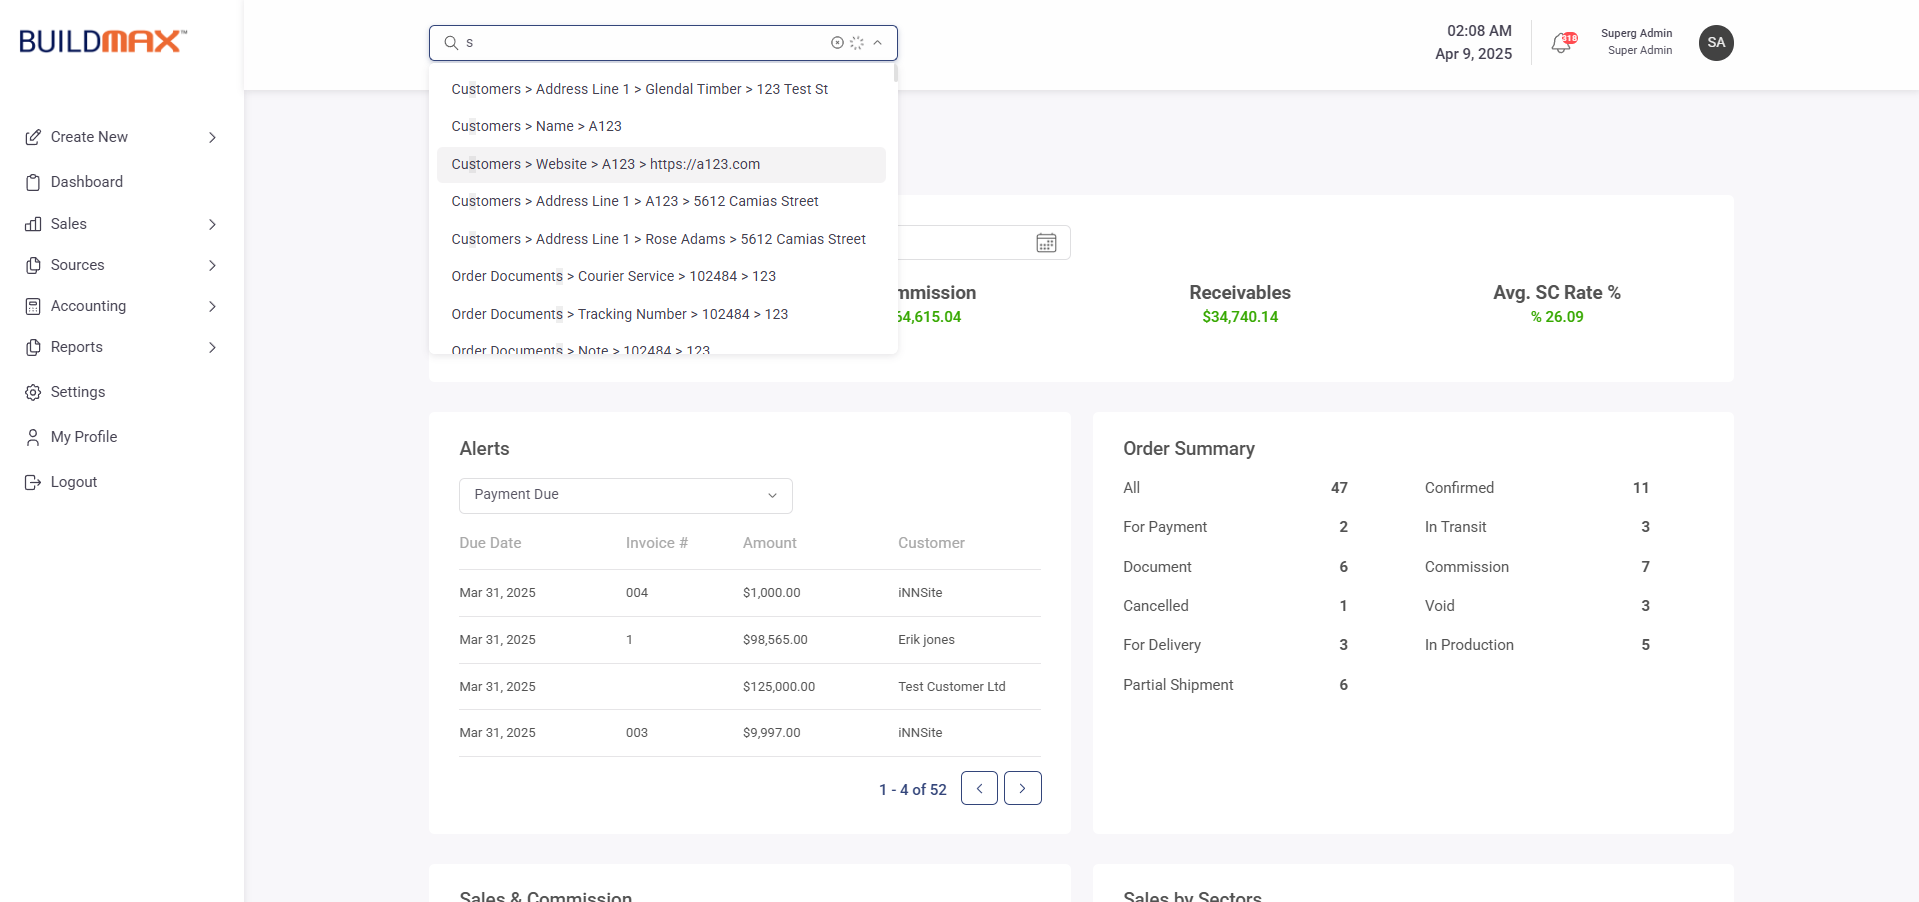 BUILDMAX™
s
02:08 AM
Apr 9, 2025
318
Superg Admin
Super Admin
SA
Create New
Dashboard
Sales
Sources
Accounting
Reports
Settings
My Profile
Logout
Customers > Address Line 1 > Glendal Timber > 123 Test St
Customers > Name > A123
Customers > Website > A123 > https://a123.com
Customers > Address Line 1 > A123 > 5612 Camias Street
Customers > Address Line 1 > Rose Adams > 5612 Camias Street
Order Documents > Courier Service > 102484 > 123
Order Documents > Tracking Number > 102484 > 123
Order Documents > Note > 102484 > 123
mmission
64,615.04
Receivables
$34,740.14
Avg. SC Rate %
% 26.09
Alerts
Payment Due
Due Date Invoice # Amount Customer
Mar 31, 2025 004 $1,000.00 iNNSite
Mar 31, 2025 1 $98,565.00 Erik jones
Mar 31, 2025 $125,000.00 Test Customer Ltd
Mar 31, 2025 003 $9,997.00 iNNSite
1 - 4 of 52
Order Summary
All 47 Confirmed 11
For Payment 2 In Transit 3
Document 6 Commission 7
Cancelled 1 Void 3
For Delivery 3 In Production 5
Partial Shipment 6
Sales & Commission
Sales by Sectors